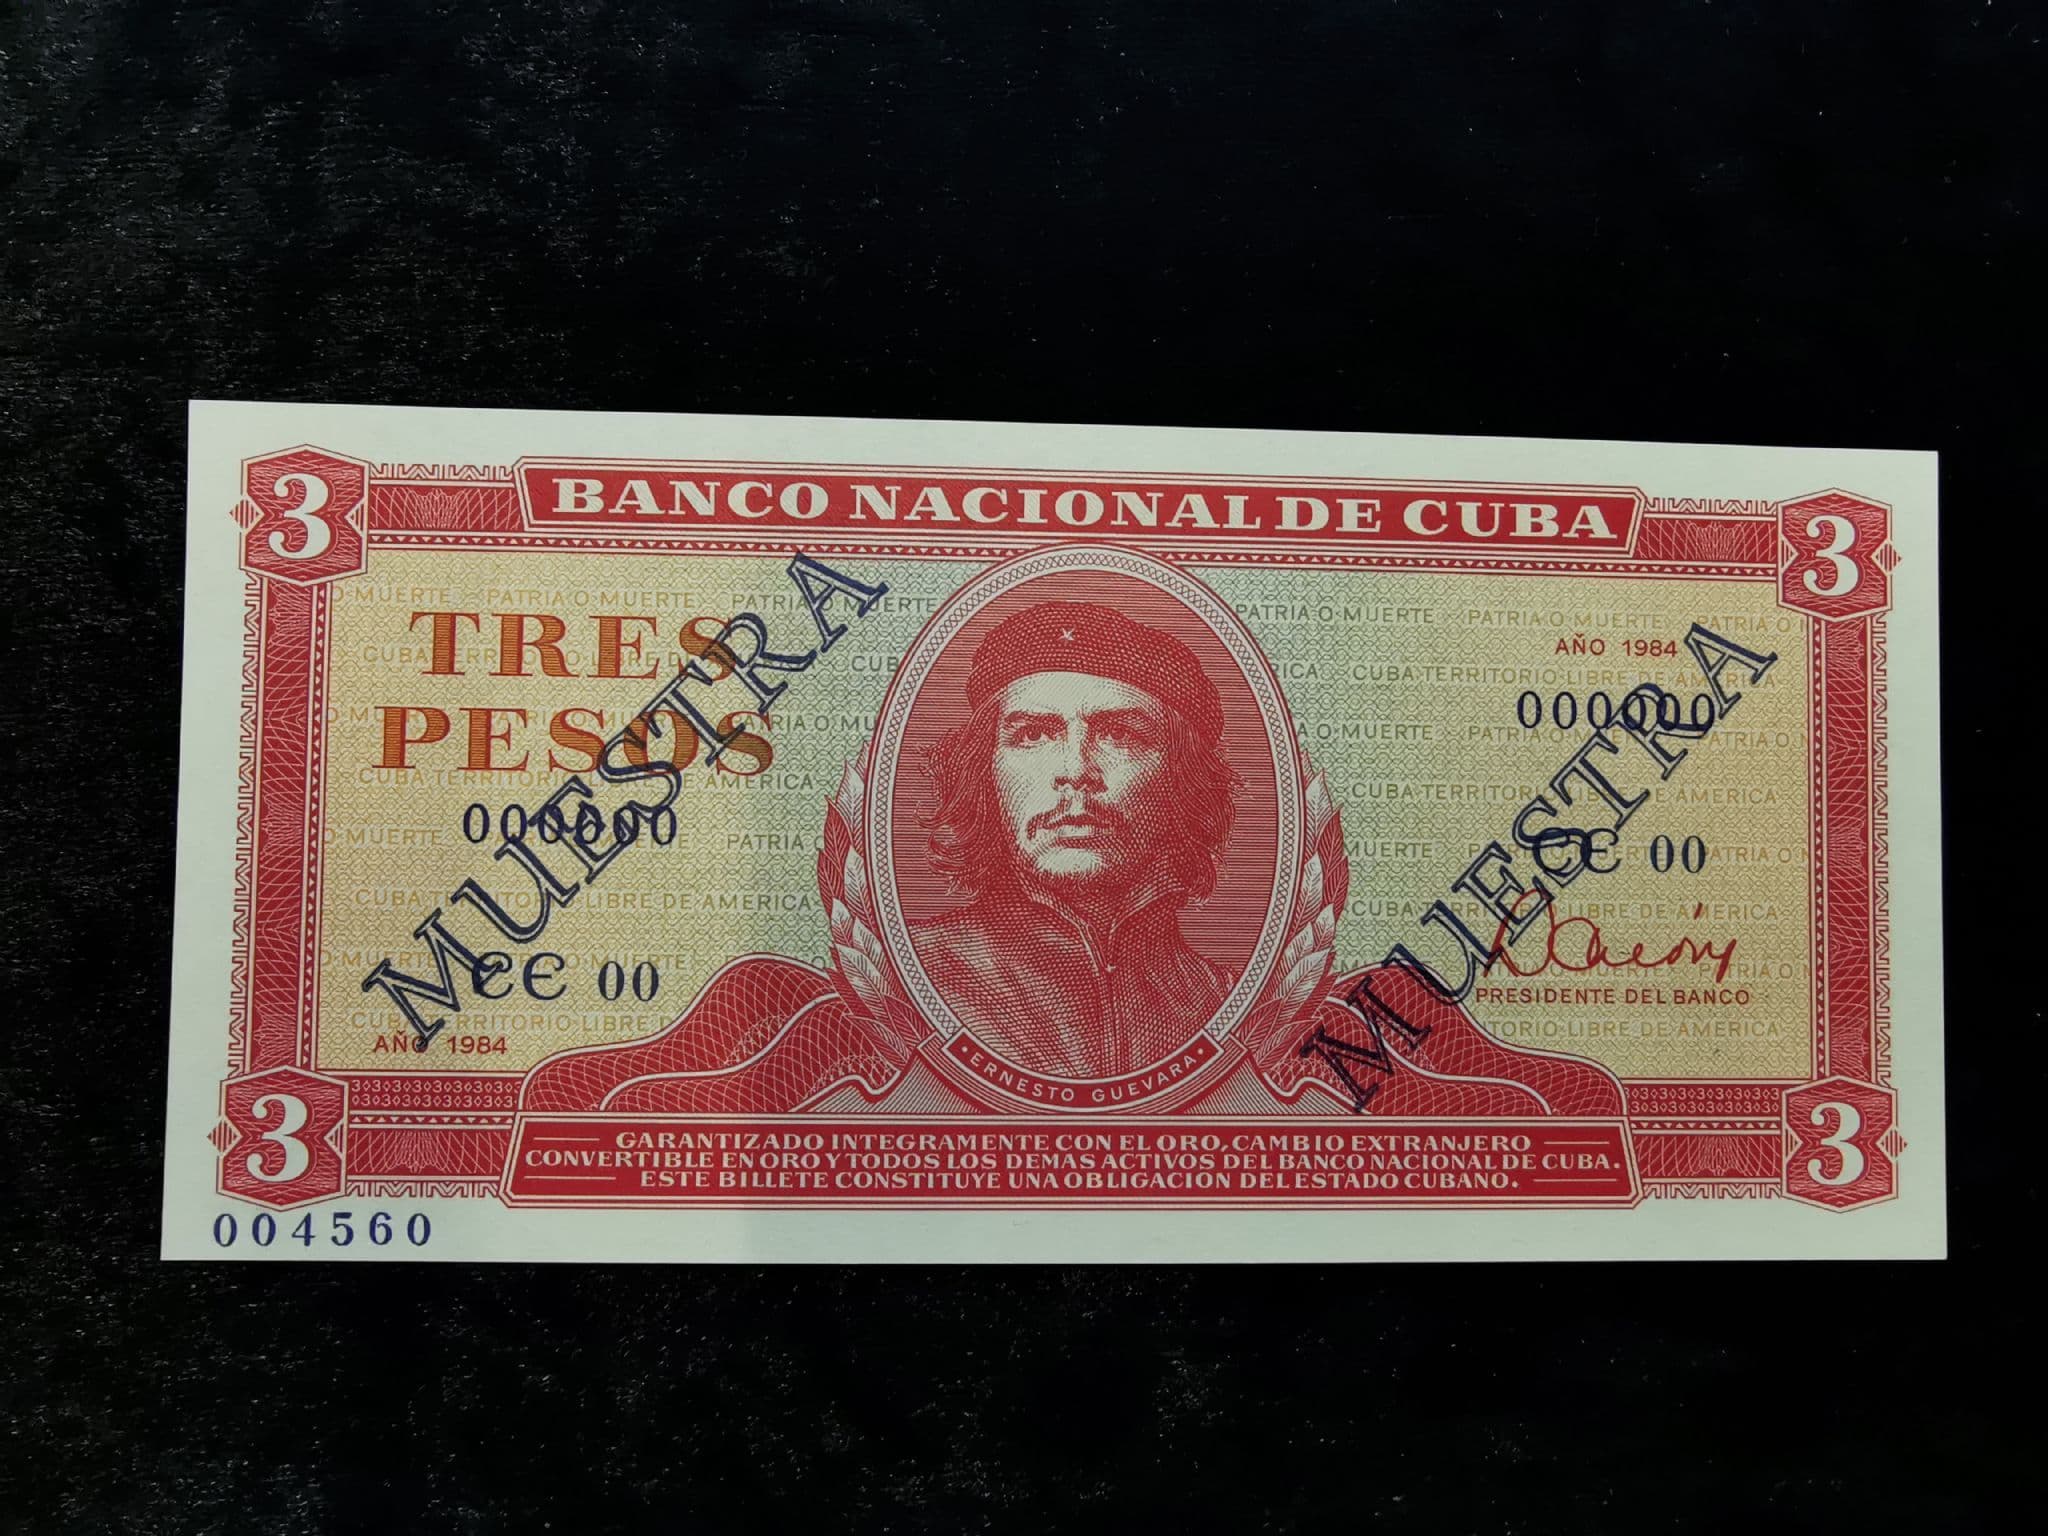 3 BANCO NACIONAL DE CUBA 3
PATRIA O MUERTE
TRES
PESOS
AÑO 1984
000000
MUESTRA
000000
MUESTRA
CUBA TERRITORIO LIBRE DE AMERICA
CE 00
CE 00
PRESIDENTE DEL BANCO
AÑO 1984
• ERNESTO GUEVARA •
GARANTIZADO INTEGRAMENTE CON EL ORO, CAMBIO EXTRANJERO
CONVERTIBLE EN ORO Y TODOS LOS DEMAS ACTIVOS DEL BANCO NACIONAL DE CUBA.
ESTE BILLETE CONSTITUYE UNA OBLIGACION DEL ESTADO CUBANO.
3 3
004560